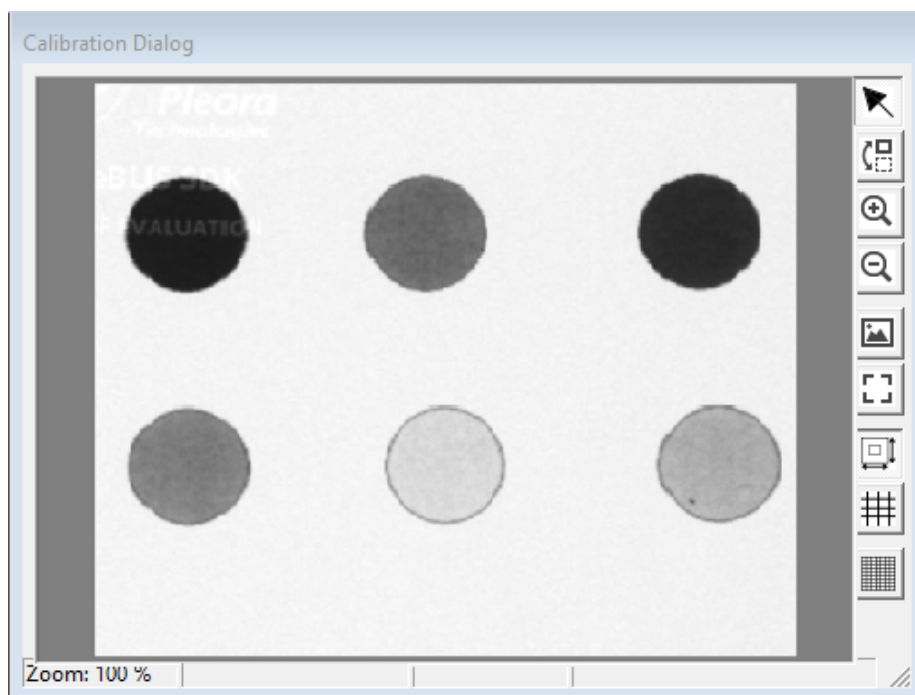 Calibration Dialog
Pleora
Technologies
eBUS SDK
EVALUATION
Zoom: 100 %